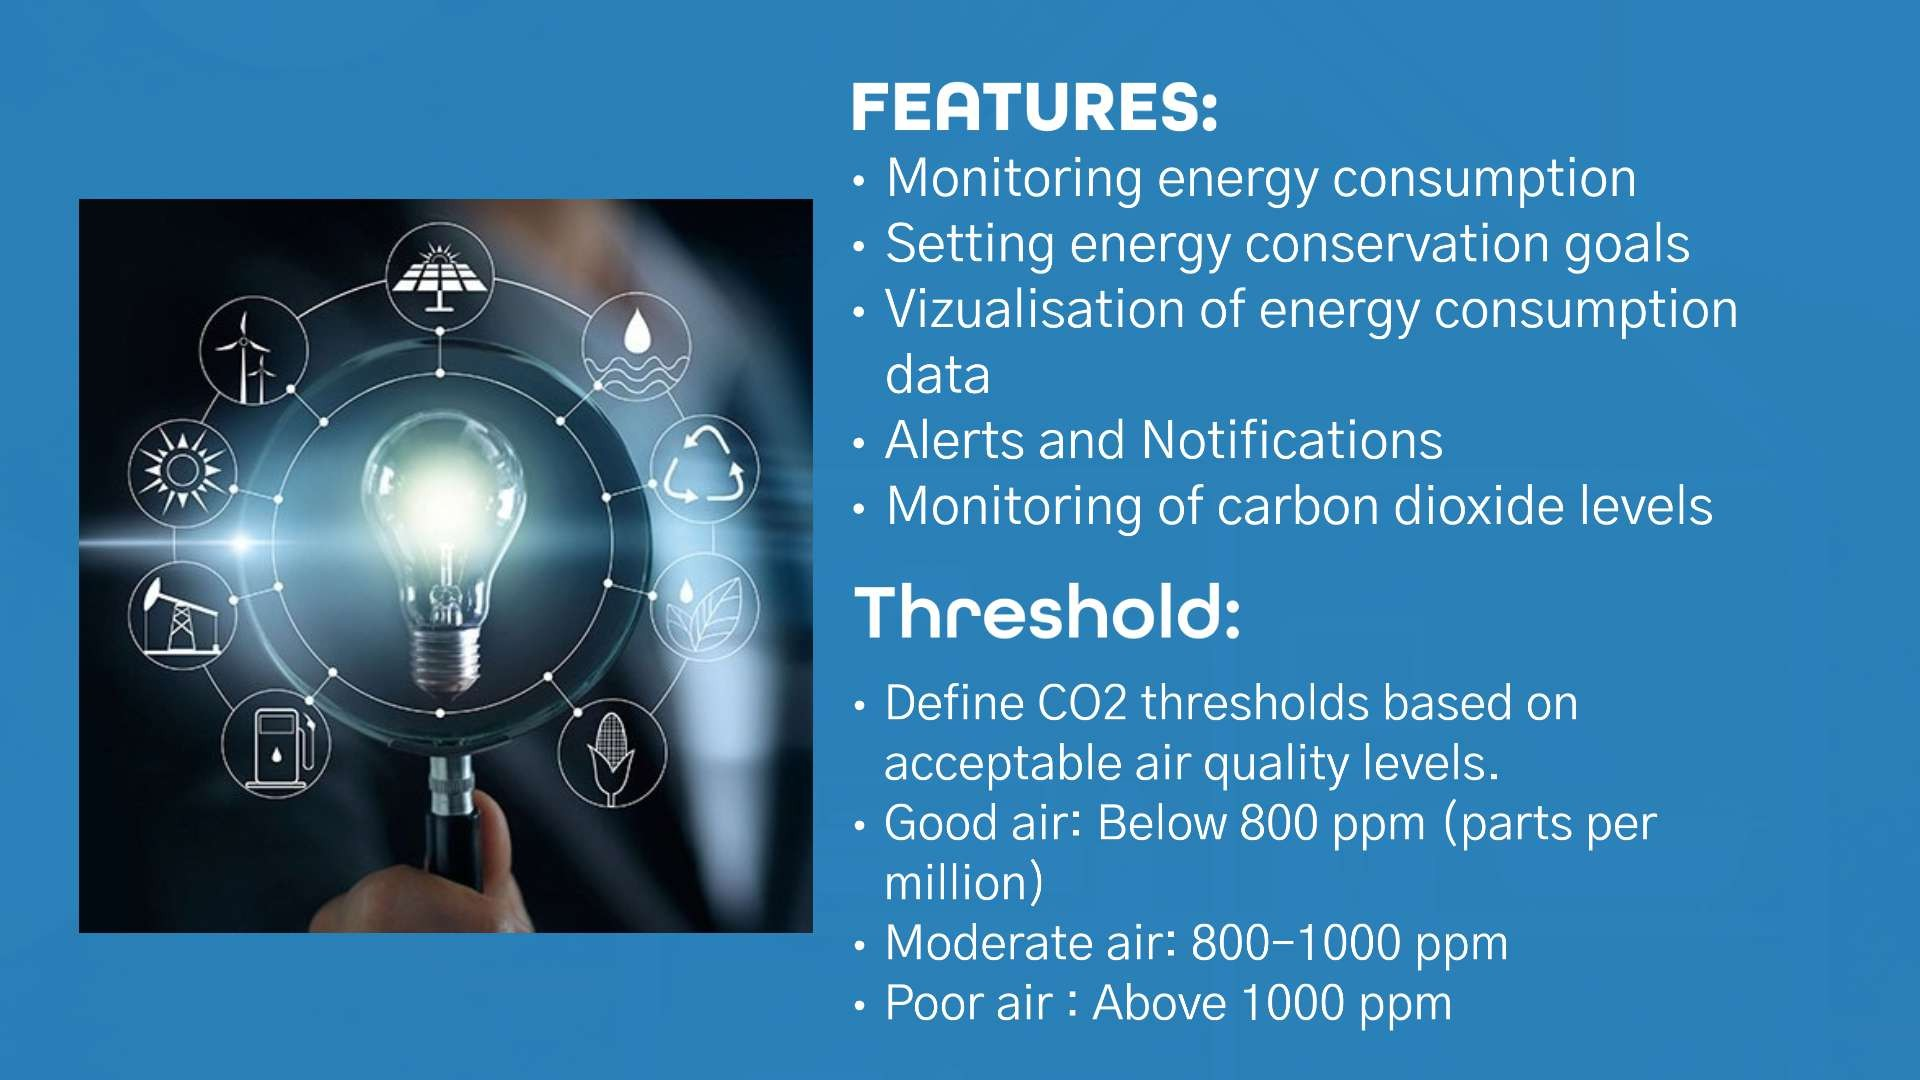 FEATURES:
• Monitoring energy consumption
• Setting energy conservation goals
• Vizualisation of energy consumption
data
• Alerts and Notifications
• Monitoring of carbon dioxide levels
Threshold:
• Define CO2 thresholds based on
acceptable air quality levels.
• Good air: Below 800 ppm (parts per
million)
• Moderate air: 800-1000 ppm
• Poor air : Above 1000 ppm